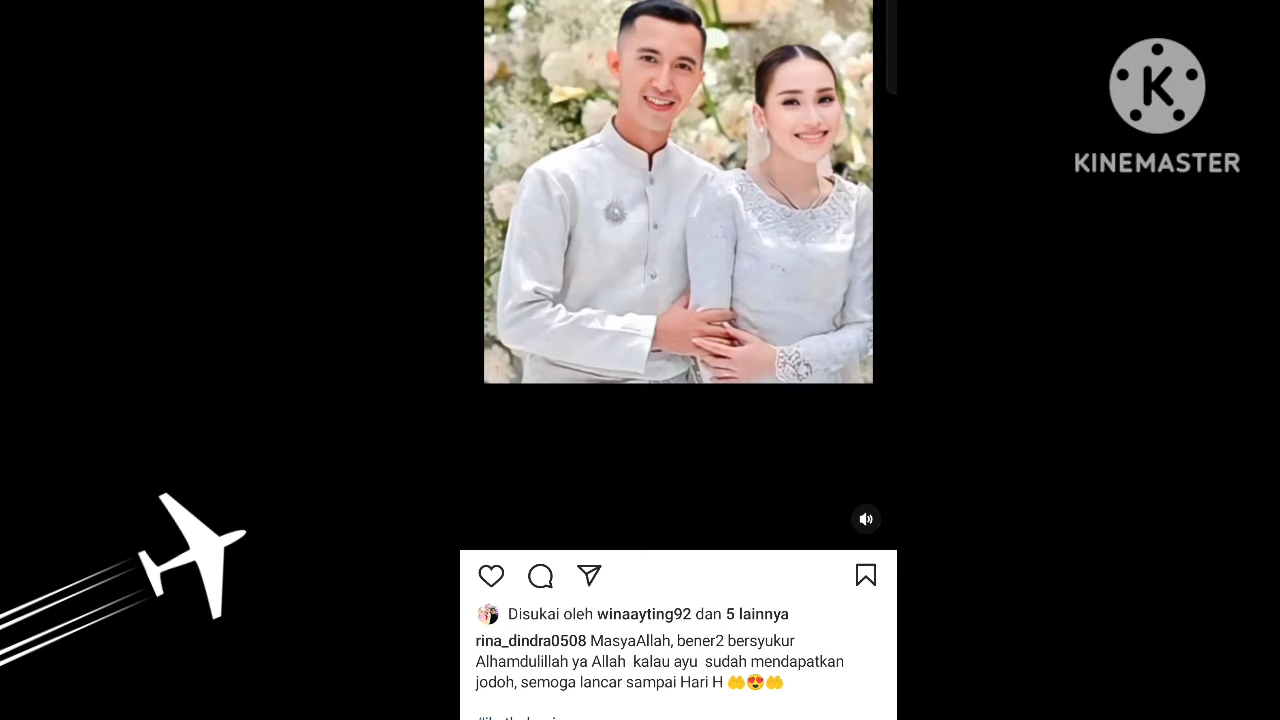 K
KINEMASTER
Disukai oleh winaayting92 dan 5 lainnya
rina_dindra0508 MasyaAllah, bener2 bersyukur
Alhamdulillah ya Allah kalau ayu sudah mendapatkan
jodoh, semoga lancar sampai Hari H 🤲😍🤲